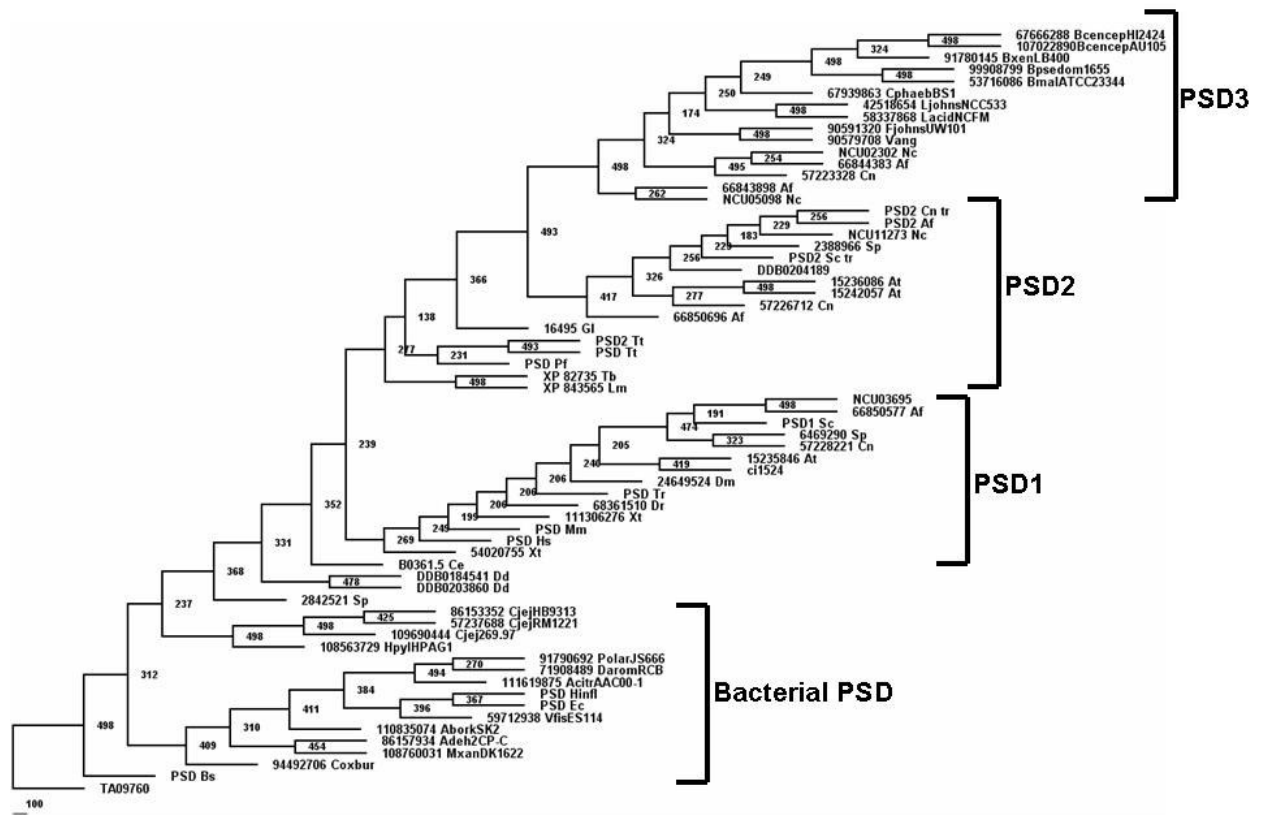 67666288 BcencepHI2424
498
107022890BcencepAU105
324
91780145 BxenLB400
498
99908799 Bpsedom1655
498
53716086 BmalATCC23344
249
67939863 CphaebBS1
250
42518654 LjohnsNCC533
498
58337868 LacidNCFM
174
90591320 FjohnsUW101
498
90579708 Vang
324
NCU02302 Nc
254
66844383 Af
495
57223328 Cn
498
66843898 Af
262
NCU05098 Nc
PSD3
493
PSD2 Cn tr
256
PSD2 Af
229
NCU11273 Nc
183
2388966 Sp
229
PSD2 Sc tr
256
DDB0204189
326
15236086 At
498
15242057 At
277
57226712 Cn
417
66850696 Af
PSD2
366
16495 Gl
138
PSD2 Tt
493
PSD Tt
231
PSD Pf
277
XP 82735 Tb
498
XP 843565 Lm
239
NCU03695
498
66850577 Af
191
PSD1 Sc
474
6469290 Sp
323
57228221 Cn
205
15235846 At
419
ci1524
240
24649524 Dm
206
PSD Tr
206
68361510 Dr
206
111306276 Xt
199
PSD Mm
249
PSD Hs
269
54020755 Xt
PSD1
352
B0361.5 Ce
331
DDB0184541 Dd
478
DDB0203860 Dd
368
2842521 Sp
237
86153352 CjejHB9313
425
57237688 CjejRM1221
498
109690444 Cjej269.97
498
108563729 HpylHPAG1
312
91790692 PolarJS666
270
71908489 DaromRCB
494
111619875 AcitrAAC00-1
384
PSD Hinfl
367
PSD Ec
396
59712938 VfisES114
411
110835074 AborkSK2
310
86157934 Adeh2CP-C
454
108760031 MxanDK1622
409
94492706 Coxbur
Bacterial PSD
498
PSD Bs
TA09760
100